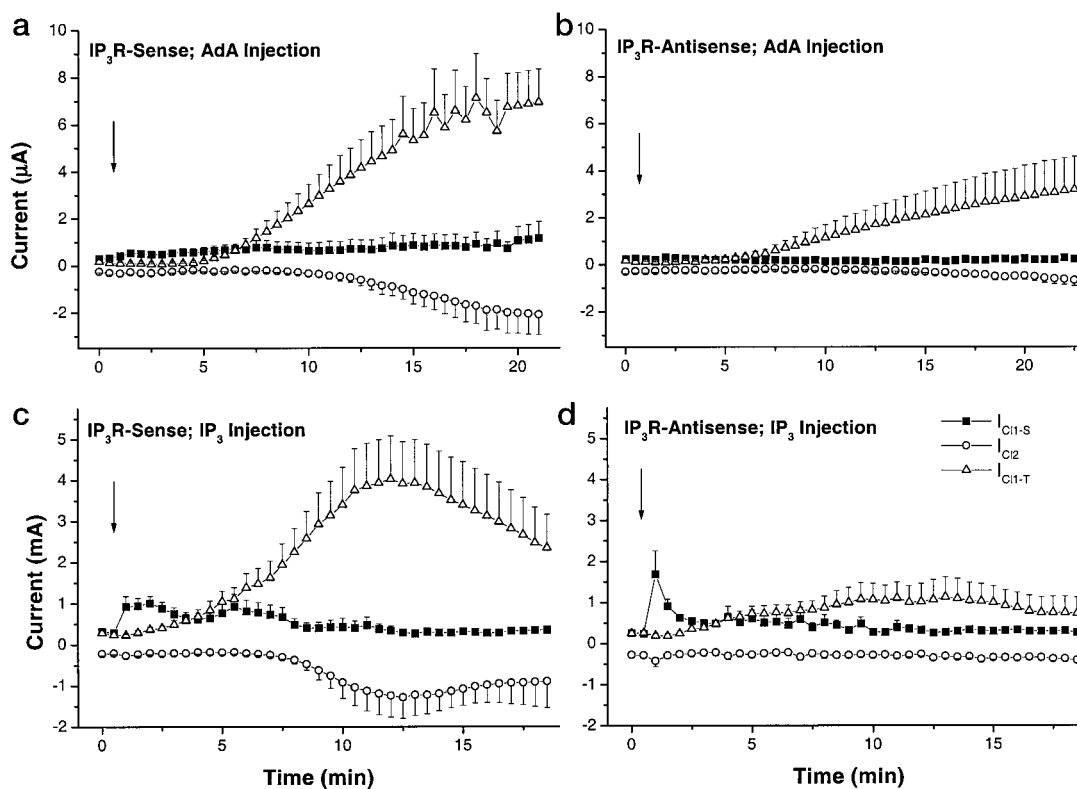 a
IP3R-Sense; AdA Injection
10
8
6
4
2
0
-2
Current (μA)
0 5 10 15 20
b
IP3R-Antisense; AdA Injection
10
8
6
4
2
0
-2
0 5 10 15 20
c
IP3R-Sense; IP3 Injection
5
4
3
2
1
0
-1
-2
Current (mA)
0 5 10 15
Time (min)
d
IP3R-Antisense; IP3 Injection
ICl1-S
ICl2
ICl1-T
5
4
3
2
1
0
-1
-2
0 5 10 15
Time (min)